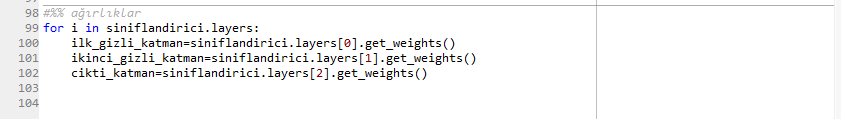 98 #%% ağırlıklar
99 for i in siniflandirici.layers:
100     ilk_gizli_katman=siniflandirici.layers[0].get_weights()
101     ikinci_gizli_katman=siniflandirici.layers[1].get_weights()
102     cikti_katman=siniflandirici.layers[2].get_weights()
103
104